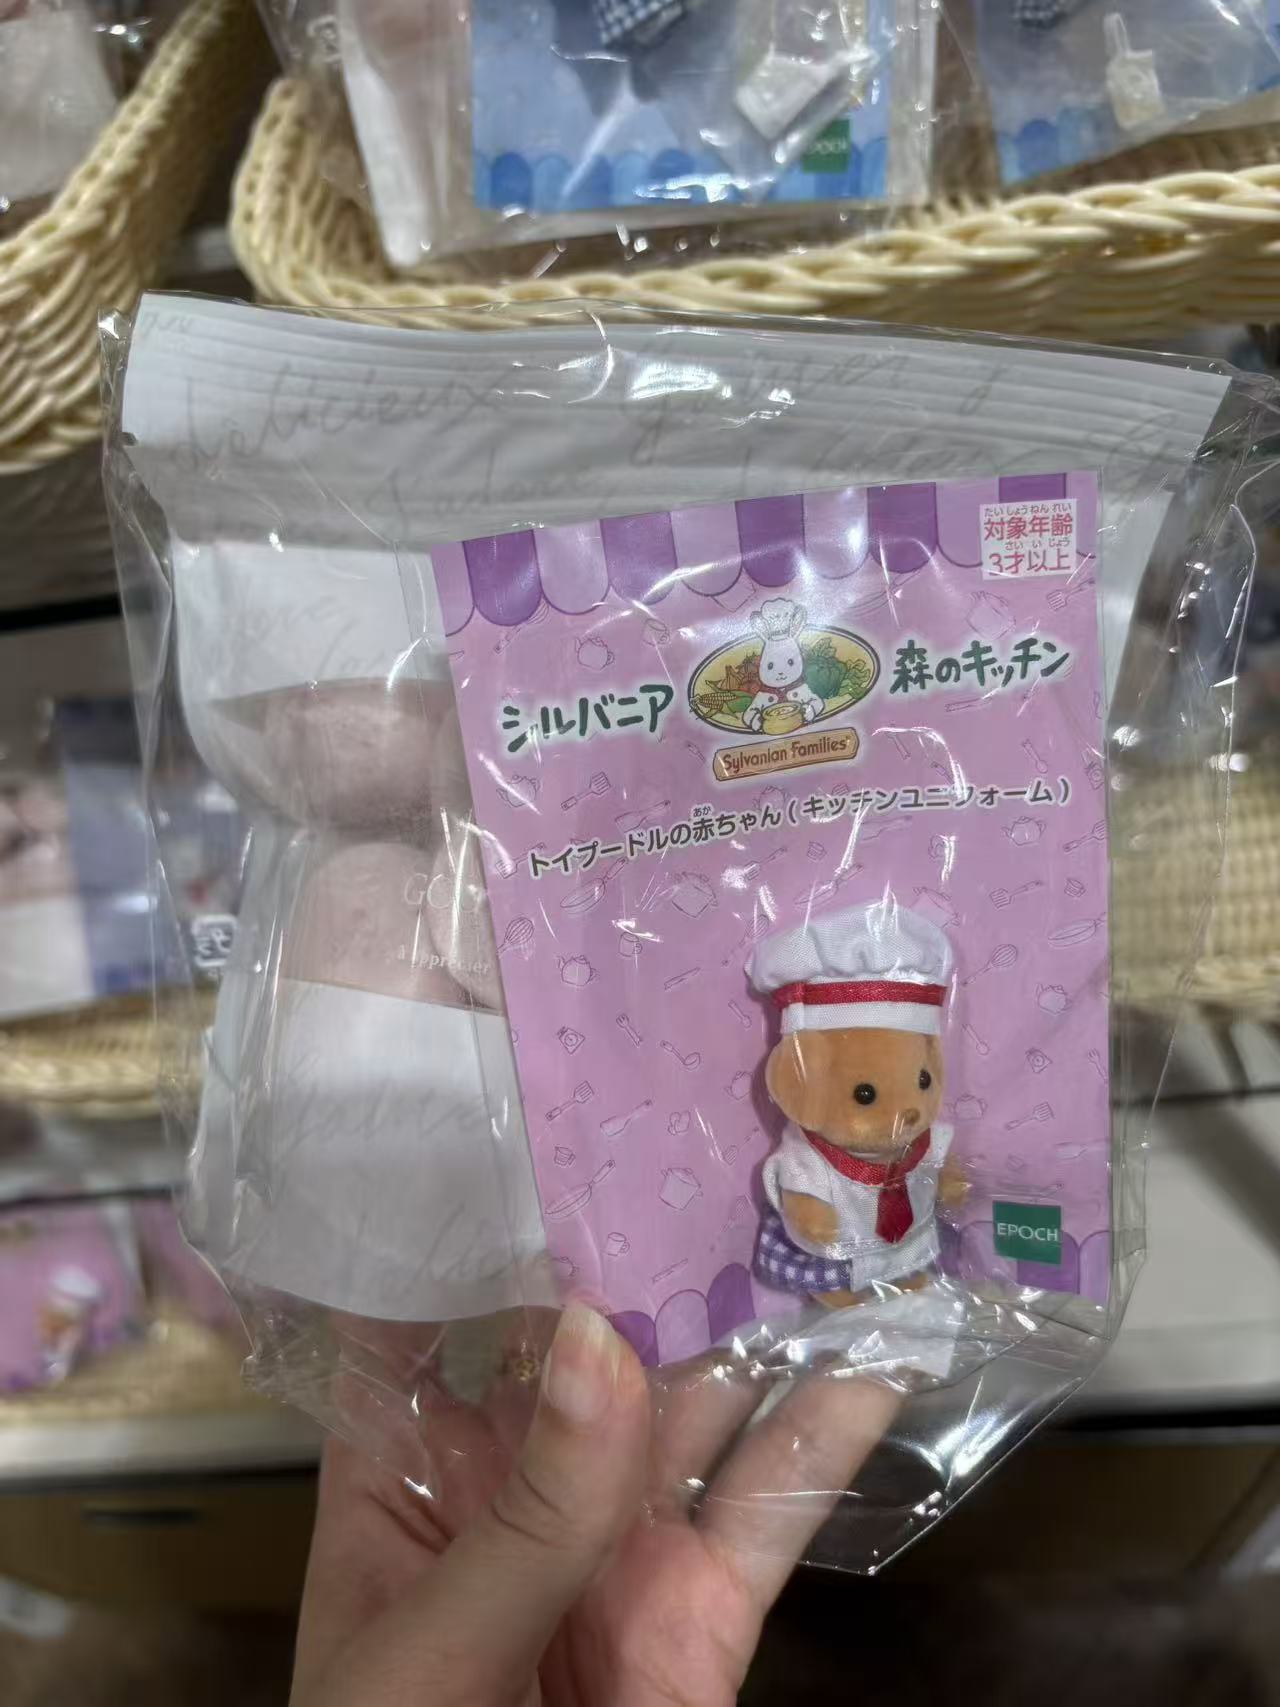 délicieux
たいしょうねんれい
対象年齢
さいいじょう
3才以上
シルバニア 森のキッチン
Sylvanian Families
あか
トイプードルの赤ちゃん(キッチンユニフォーム)
à apprécier
EPOCH
EPOCH